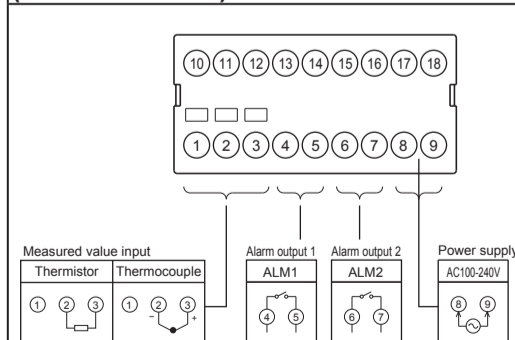 10 11 12 13 14 15 16 17 18
1 2 3 4 5 6 7 8 9
Measured value input
Thermistor Thermocouple
1 2 3
1 2 3
− +
Alarm output 1
ALM1
4 5
Alarm output 2
ALM2
6 7
Power supply
AC100-240V
8 9